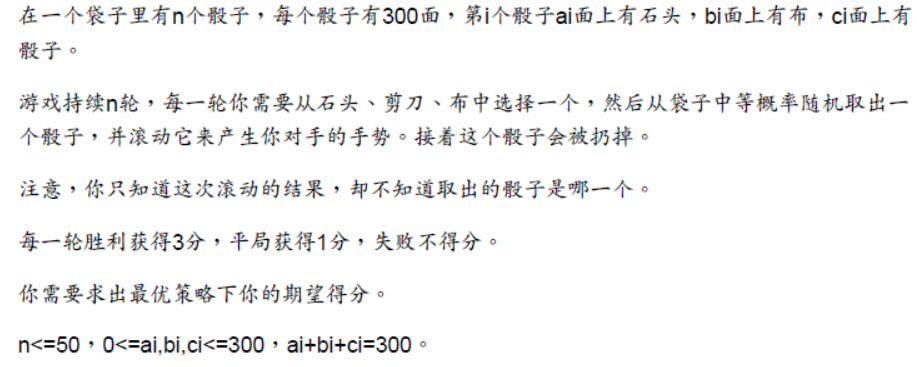 在一个袋子里有n个骰子，每个骰子有300面，第i个骰子ai面上有石头，bi面上有布，ci面上有
骰子。
游戏持续n轮，每一轮你需要从石头、剪刀、布中选择一个，然后从袋子中等概率随机取出一
个骰子，并滚动它来产生你对手的手势。接着这个骰子会被扔掉。
注意，你只知道这次滚动的结果，却不知道取出的骰子是哪一个。
每一轮胜利获得3分，平局获得1分，失败不得分。
你需要求出最优策略下你的期望得分。
n<=50，0<=ai,bi,ci<=300，ai+bi+ci=300。